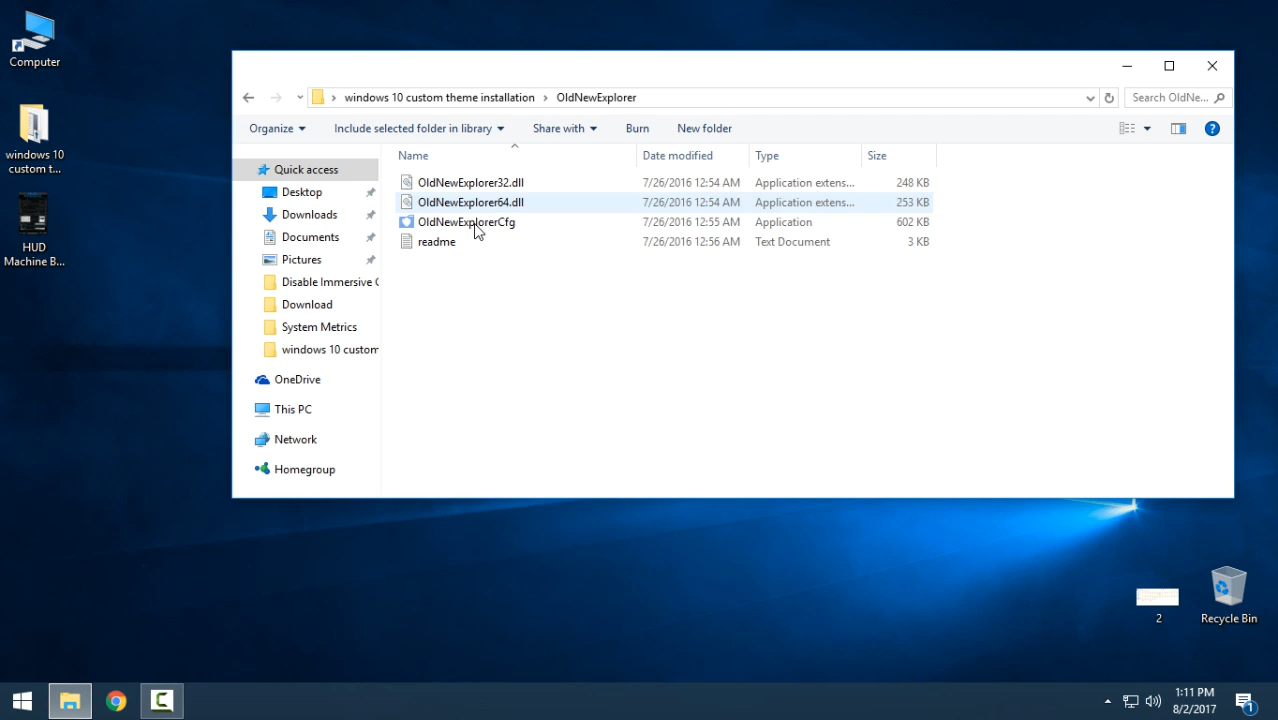 Computer
windows 10
custom t...
HUD
Machine B...
windows 10 custom theme installation
OldNewExplorer
Search OldNe...
Organize
Include selected folder in library
Share with
Burn
New folder
Name
Date modified
Type
Size
Quick access
Desktop
Downloads
Documents
Pictures
Disable Immersive C
Download
System Metrics
windows 10 custom
OneDrive
This PC
Network
Homegroup
OldNewExplorer32.dll 7/26/2016 12:54 AM Application extens... 248 KB
OldNewExplorer64.dll 7/26/2016 12:54 AM Application extens... 253 KB
OldNewExplorerCfg 7/26/2016 12:55 AM Application 602 KB
readme 7/26/2016 12:56 AM Text Document 3 KB
2
Recycle Bin
1:11 PM
8/2/2017
1